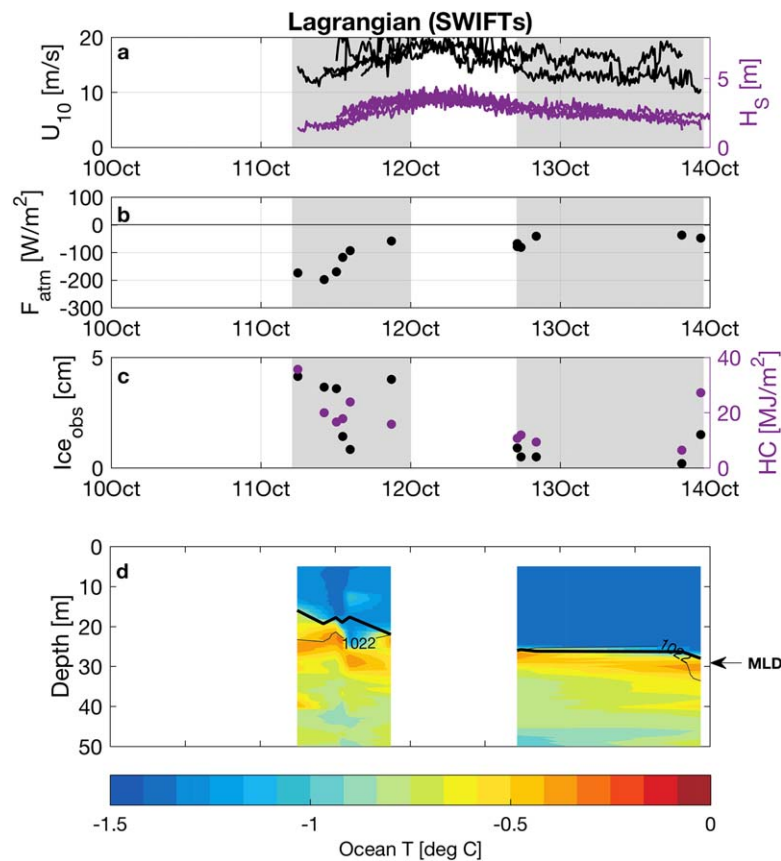 Lagrangian (SWIFTs)
a
20
10
0
U10 [m/s]
5
0
HS [m]
10Oct 11Oct 12Oct 13Oct 14Oct
b
100
0
-100
-200
-300
Fatm [W/m2]
10Oct 11Oct 12Oct 13Oct 14Oct
c
5
0
Iceobs [cm]
40
20
0
HC [MJ/m2]
10Oct 11Oct 12Oct 13Oct 14Oct
d
0
10
20
30
40
50
Depth [m]
1022
MLD
-1.5 -1 -0.5 0
Ocean T [deg C]